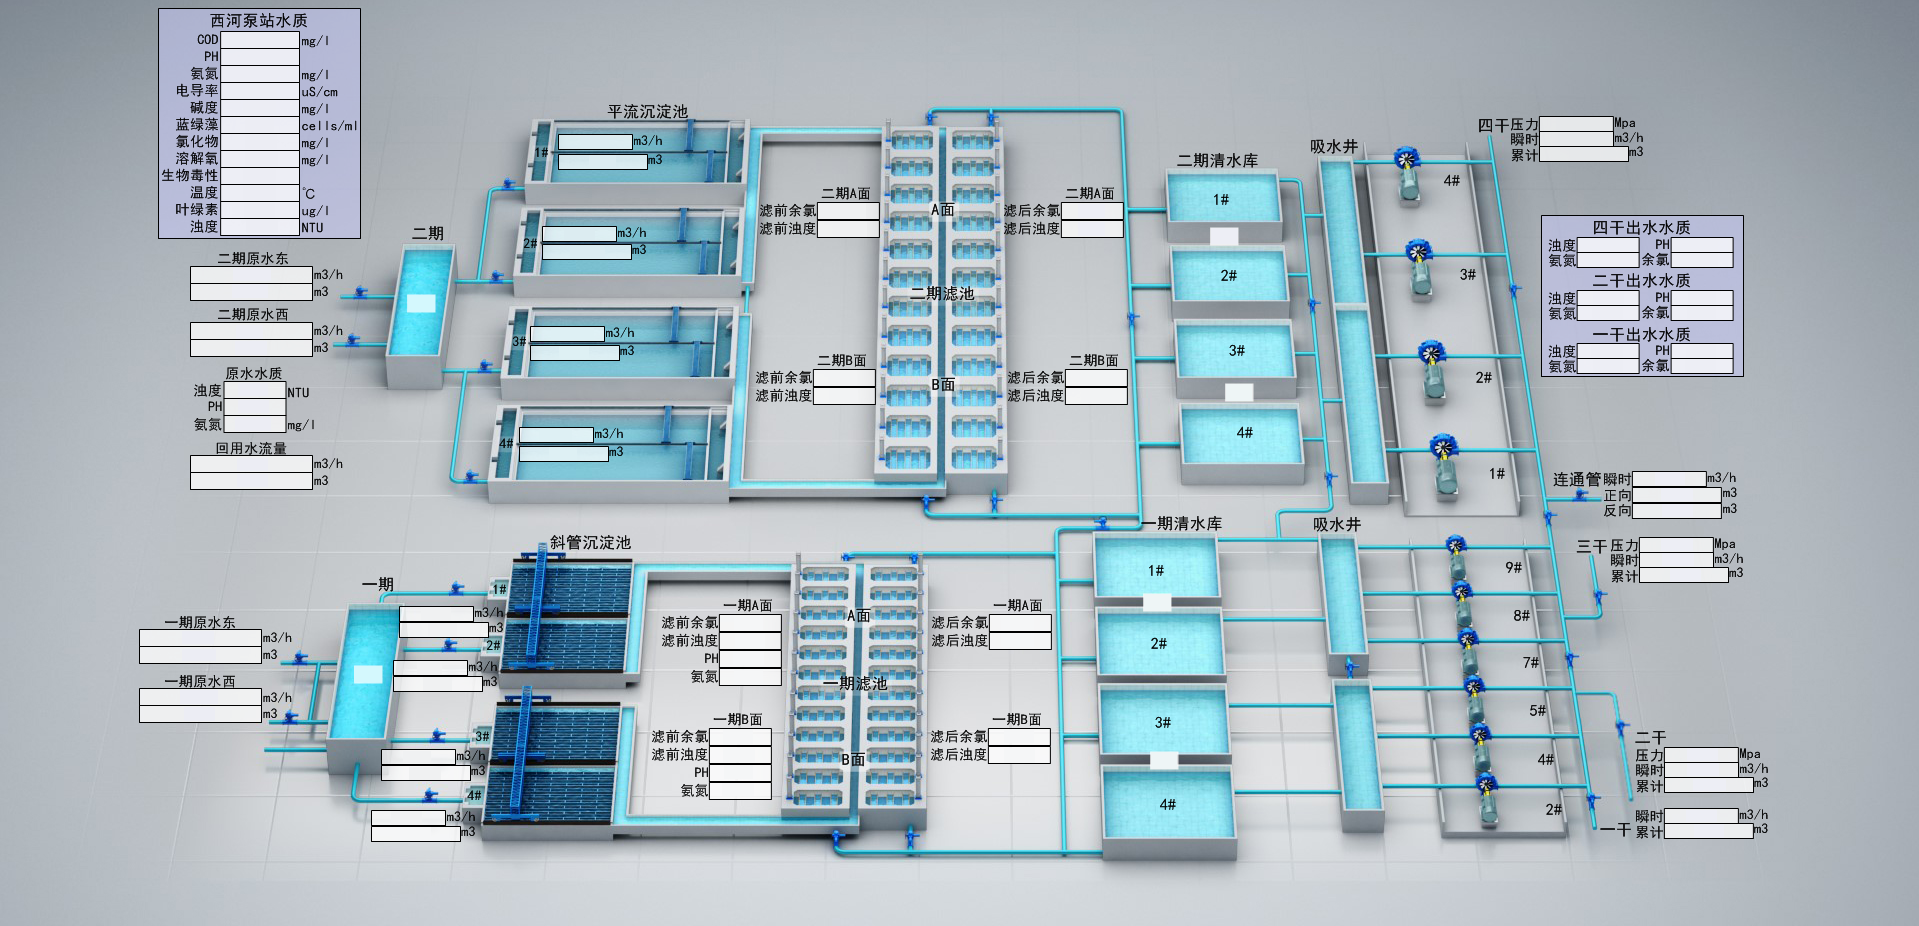 西河泵站水质
COD mg/l
PH
氨氮 mg/l
电导率 uS/cm
碱度 mg/l
蓝绿藻 cells/ml
氯化物 mg/l
溶解氧 mg/l
生物毒性
温度 ℃
叶绿素 ug/l
浊度 NTU
二期原水东
m3/h
m3
二期原水西
m3/h
m3
原水水质
浊度 NTU
PH
氨氮 mg/l
回用水流量
m3/h
m3
二期
平流沉淀池
1# m3/h
m3
2# m3/h
m3
3# m3/h
m3
4# m3/h
m3
二期A面
滤前余氯
滤前浊度
二期B面
滤前余氯
滤前浊度
A面
二期滤池
B面
二期A面
滤后余氯
滤后浊度
二期B面
滤后余氯
滤后浊度
二期清水库
1#
2#
3#
4#
吸水井
4#
3#
2#
1#
四干压力 Mpa
瞬时 m3/h
累计 m3
四干出水水质
浊度 PH
氨氮 余氯
二干出水水质
浊度 PH
氨氮 余氯
一干出水水质
浊度 PH
氨氮 余氯
连通管瞬时 m3/h
正向 m3
反向 m3
三干压力 Mpa
瞬时 m3/h
累计 m3
一期原水东
m3/h
m3
一期原水西
m3/h
m3
一期
斜管沉淀池
1#
m3/h
m3
2#
m3/h
m3
3#
m3/h
m3
4#
m3/h
m3
一期A面
滤前余氯
滤前浊度
PH
氨氮
一期B面
滤前余氯
滤前浊度
PH
氨氮
A面
一期滤池
B面
一期A面
滤后余氯
滤后浊度
一期B面
滤后余氯
滤后浊度
一期清水库
1#
2#
3#
4#
吸水井
9#
8#
7#
5#
4#
2#
二干
压力 Mpa
瞬时 m3/h
累计 m3
一干
瞬时 m3/h
累计 m3